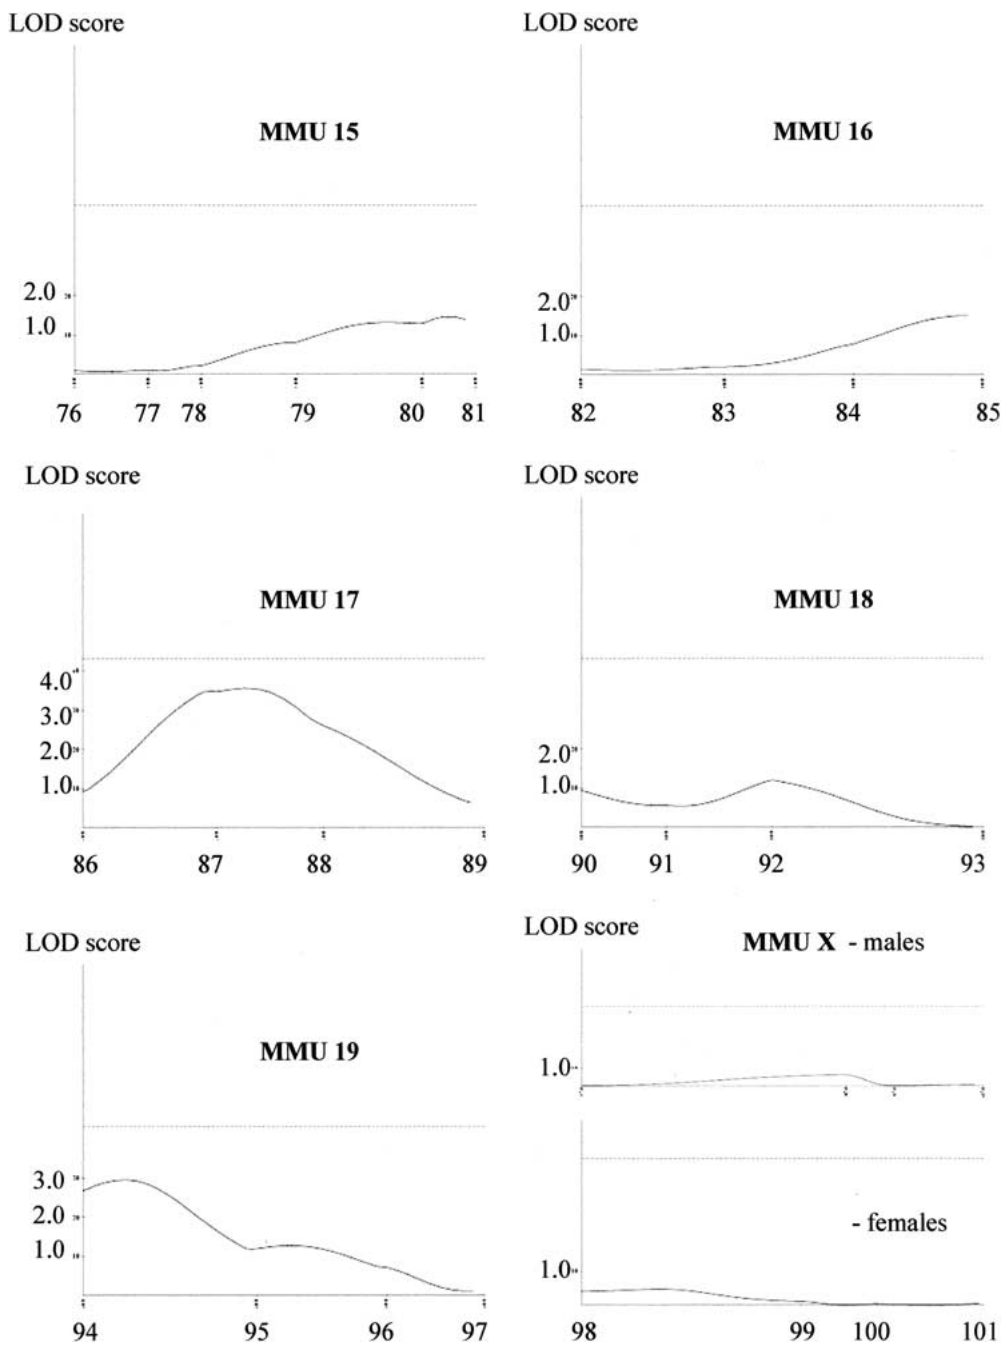 LOD score
LOD score
MMU 15
MMU 16
2.0
1.0
2.0
1.0
76 77 78 79 80 81
82 83 84 85
LOD score
LOD score
MMU 17
MMU 18
4.0
3.0
2.0
1.0
2.0
1.0
86 87 88 89
90 91 92 93
LOD score
LOD score
MMU X - males
MMU 19
1.0
3.0
2.0
1.0
- females
1.0
94 95 96 97
98 99 100 101